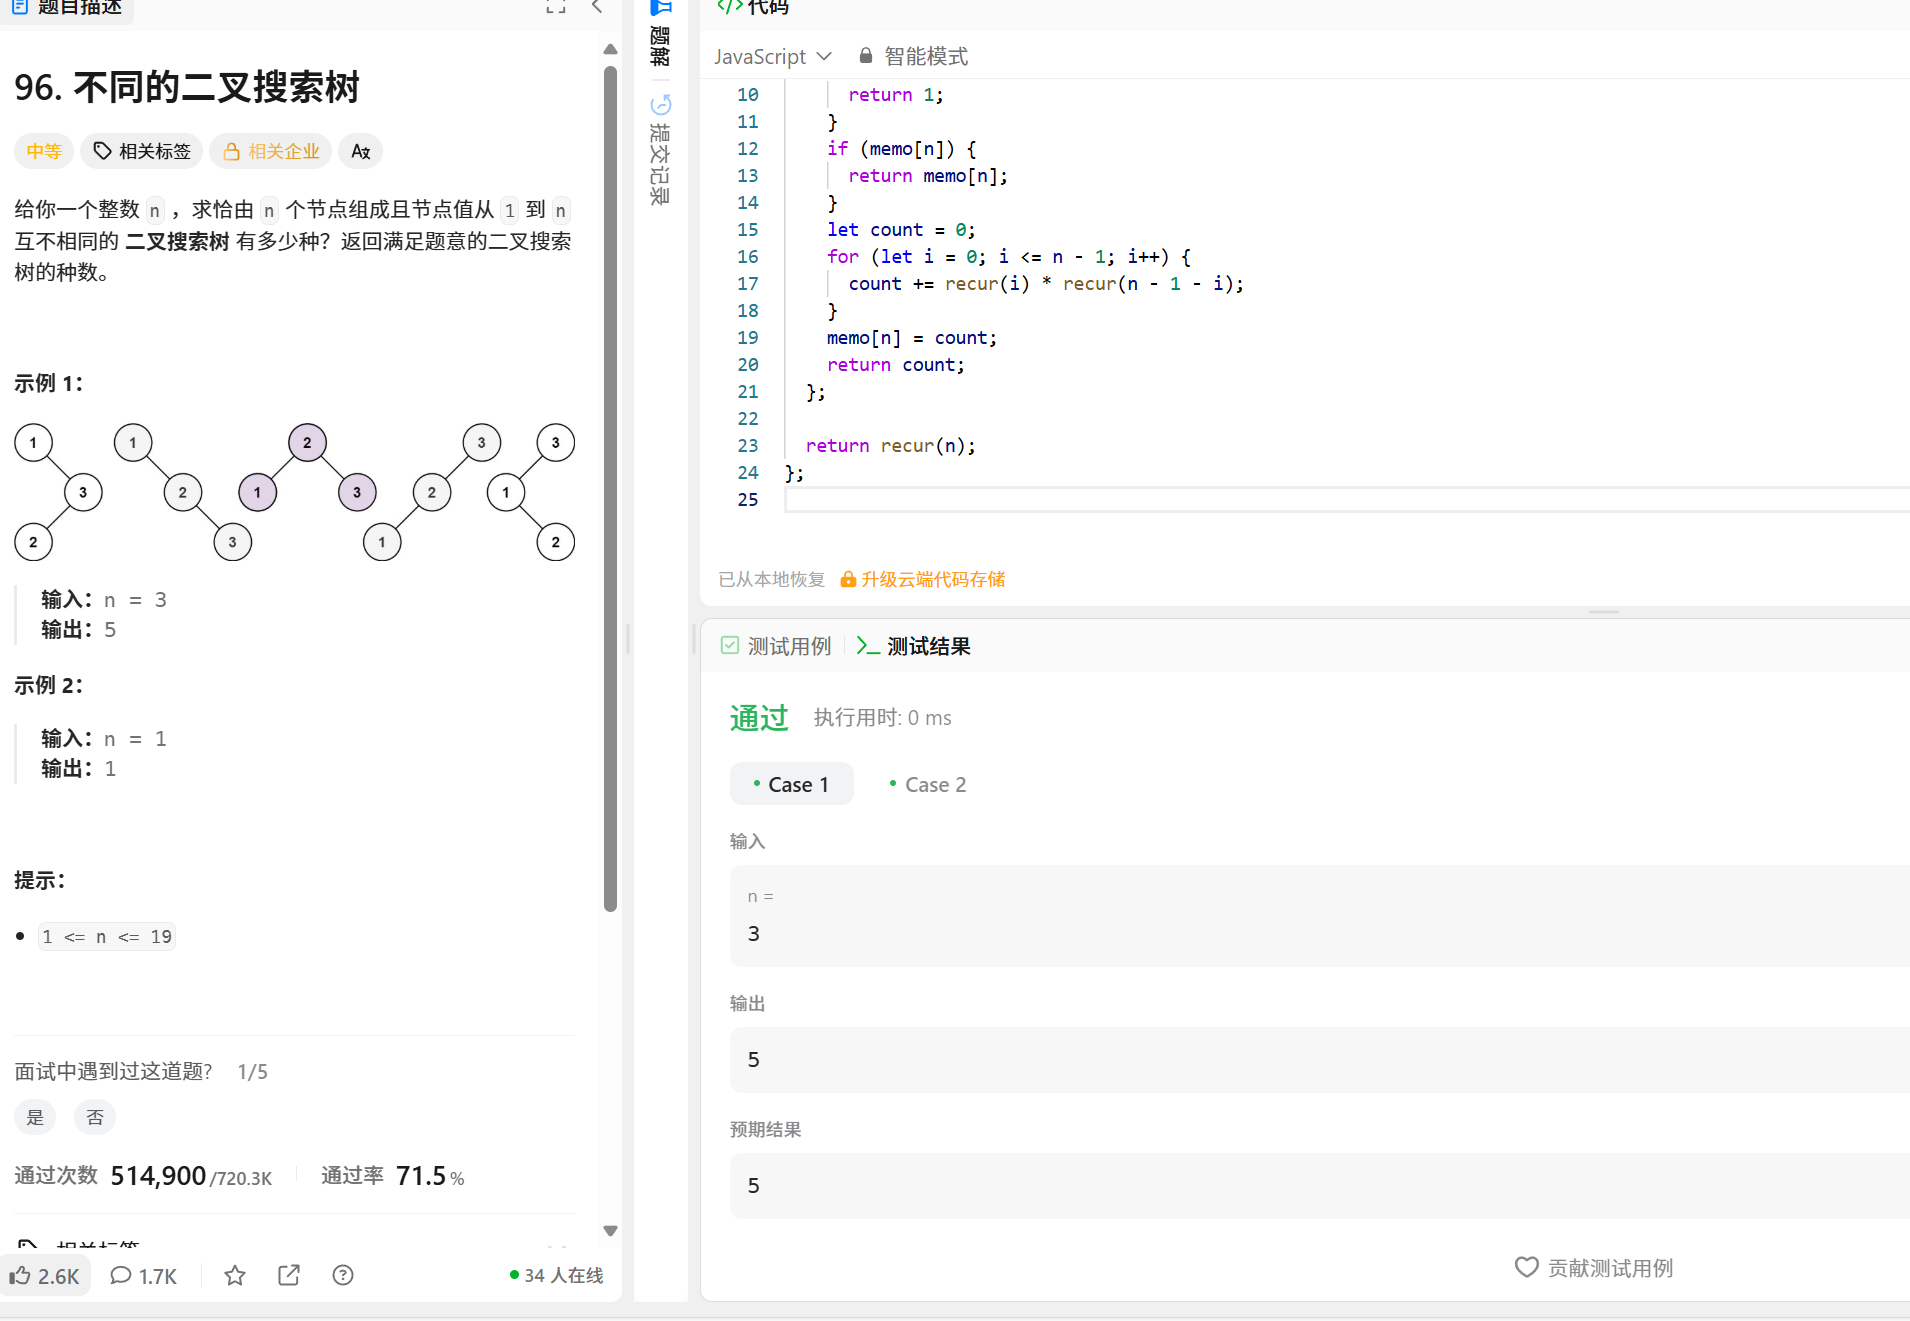 题目描述
96. 不同的二叉搜索树
中等 相关标签 相关企业
给你一个整数 n ，求恰由 n 个节点组成且节点值从 1 到 n
互不相同的 二叉搜索树 有多少种？返回满足题意的二叉搜索
树的种数。
示例 1：
1 1 2 3 3
3 2 1 3 2 1
2 3 1 2
输入：n = 3
输出：5
示例 2：
输入：n = 1
输出：1
提示：
1 <= n <= 19
面试中遇到过这道题？ 1/5
是 否
通过次数 514,900/720.3K 通过率 71.5%
相关标签
2.6K 1.7K 34 人在线
题解
提交记录
</> 代码
JavaScript 智能模式
10 return 1;
11 }
12 if (memo[n]) {
13 return memo[n];
14 }
15 let count = 0;
16 for (let i = 0; i <= n - 1; i++) {
17 count += recur(i) * recur(n - 1 - i);
18 }
19 memo[n] = count;
20 return count;
21 };
22
23 return recur(n);
24 };
25
已从本地恢复 升级云端代码存储
测试用例 测试结果
通过 执行用时: 0 ms
Case 1 Case 2
输入
n =
3
输出
5
预期结果
5
贡献测试用例